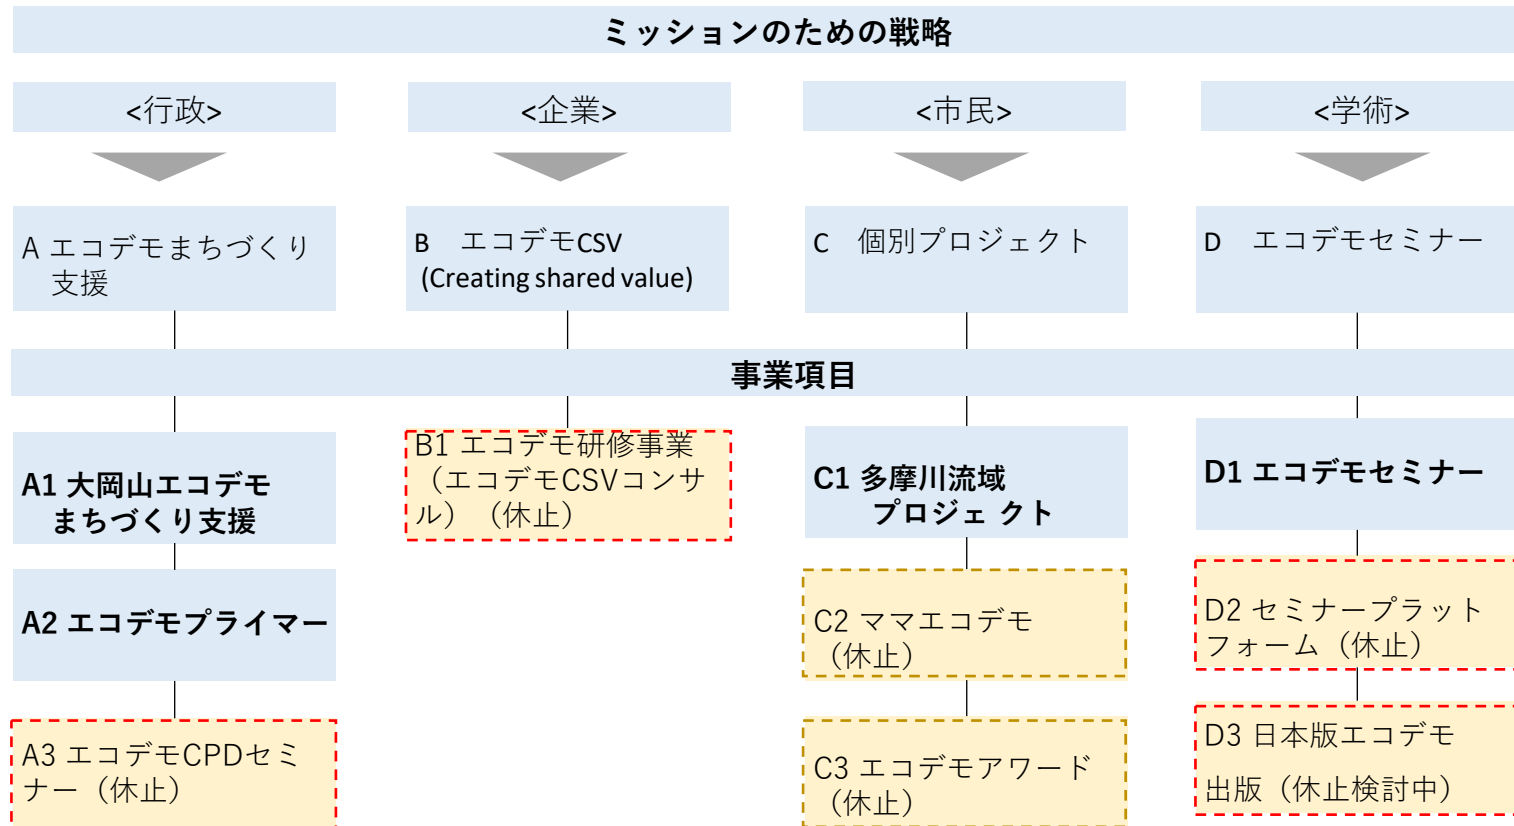 ミッションのための戦略
<行政>
<企業>
<市民>
<学術>
A エコデモまちづくり
支援
B エコデモCSV
(Creating shared value)
C 個別プロジェクト
D エコデモセミナー
事業項目
A1 大岡山エコデモ
まちづくり支援
A2 エコデモプライマー
A3 エコデモCPDセミ
ナー（休止）
B1 エコデモ研修事業
（エコデモCSVコンサ
ル）（休止）
C1 多摩川流域
プロジェ クト
C2 ママエコデモ
（休止）
C3 エコデモアワード
（休止）
D1 エコデモセミナー
D2 セミナープラット
フォーム（休止）
D3 日本版エコデモ
出版（休止検討中）